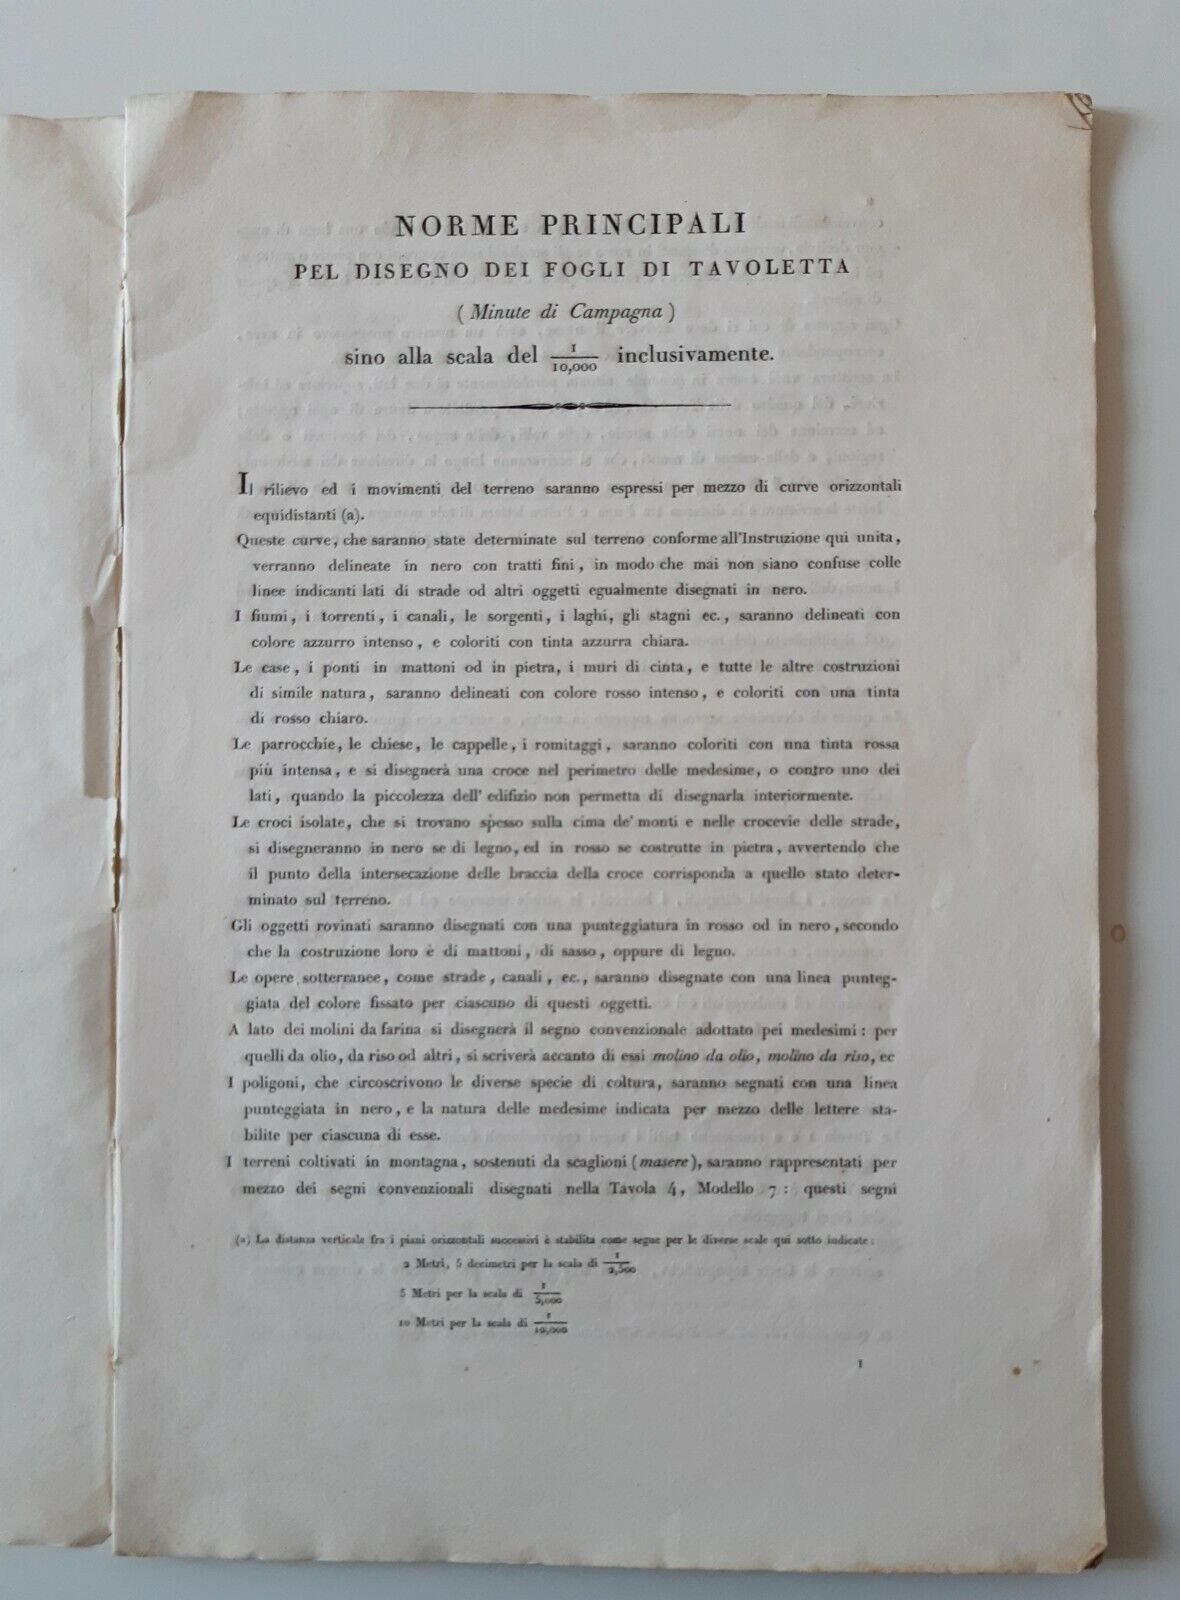 NORME PRINCIPALI
PEL DISEGNO DEI FOGLI DI TAVOLETTA
( Minute di Campagna )
sino alla scala del 1/10,000 inclusivamente.
Il rilievo ed i movimenti del terreno saranno espressi per mezzo di curve orizzontali
equidistanti (a).
Queste curve, che saranno state determinate sul terreno conforme all'Instruzione qui unita,
verranno delineate in nero con tratti fini, in modo che mai non siano confuse colle
linee indicanti lati di strade od altri oggetti egualmente disegnati in nero.
I fiumi, i torrenti, i canali, le sorgenti, i laghi, gli stagni ec., saranno delineati con
colore azzurro intenso, e coloriti con tinta azzurra chiara.
Le case, i ponti in mattoni od in pietra, i muri di cinta, e tutte le altre costruzioni
di simile natura, saranno delineati con colore rosso intenso, e coloriti con una tinta
di rosso chiaro.
Le parrocchie, le chiese, le cappelle, i romitaggi, saranno coloriti con una tinta rossa
più intensa, e si disegnerà una croce nel perimetro delle medesime, o contro uno dei
lati, quando la piccolezza dell' edifizio non permetta di disegnarla interiormente.
Le croci isolate, che si trovano spesso sulla cima de' monti e nelle crocevie delle strade,
si disegneranno in nero se di legno, ed in rosso se costrutte in pietra, avvertendo che
il punto della intersecazione delle braccia della croce corrisponda a quello stato deter-
minato sul terreno.
Gli oggetti rovinati saranno disegnati con una punteggiatura in rosso od in nero, secondo
che la costruzione loro è di mattoni, di sasso, oppure di legno.
Le opere sotterranee, come strade, canali, ec., saranno disegnate con una linea punteg-
giata del colore fissato per ciascuno di questi oggetti.
A lato dei molini da farina si disegnerà il segno convenzionale adottato pei medesimi : per
quelli da olio, da riso od altri, si scriverà accanto di essi molino da olio, molino da riso, ec
I poligoni, che circoscrivono le diverse specie di coltura, saranno segnati con una linea
punteggiata in nero, e la natura delle medesime indicata per mezzo delle lettere sta-
bilite per ciascuna di esse.
I terreni coltivati in montagna, sostenuti da scaglioni (masere), saranno rappresentati per
mezzo dei segni convenzionali disegnati nella Tavola 4, Modello 7 : questi segni
(a) La distanza verticale fra i piani orizzontali successivi è stabilita come segue per le diverse scale qui sotto indicate :
2 Metri, 5 decimetri per la scala di 1/2,500
5 Metri per la scala di 1/5,000
10 Metri per la scala di 1/10,000
1